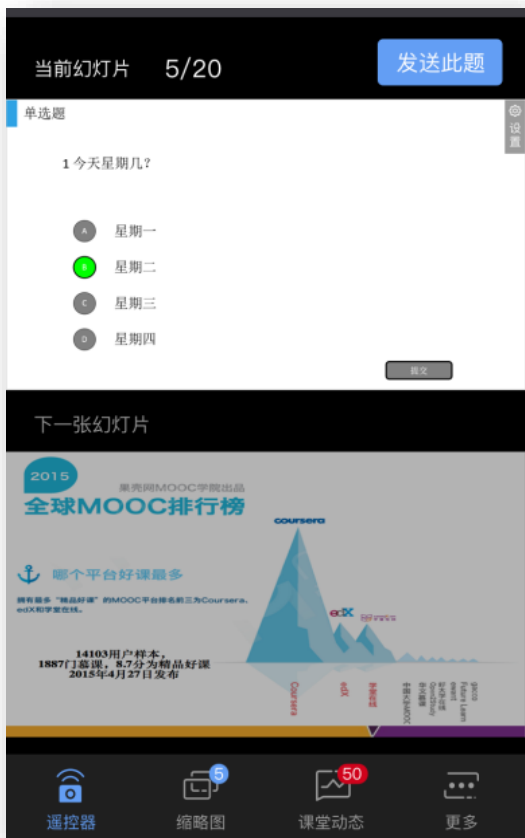 当前幻灯片 5/20
发送此题
单选题
设置
1 今天星期几?
A 星期一
B 星期二
C 星期三
D 星期四
提交
下一张幻灯片
2015
果壳网MOOC学院出品
全球MOOC排行榜
coursera
哪个平台好课最多
拥有最多“精品好课”的MOOC平台排名前三为Coursera、
edX和学堂在线。
edX
14103用户样本,
1887门慕课, 8.7分为精品好课
2015年4月27日发布
Coursera
edX
Open2Study
ewant
Future Learn
gacco
5
50
遥控器
缩略图
课堂动态
更多